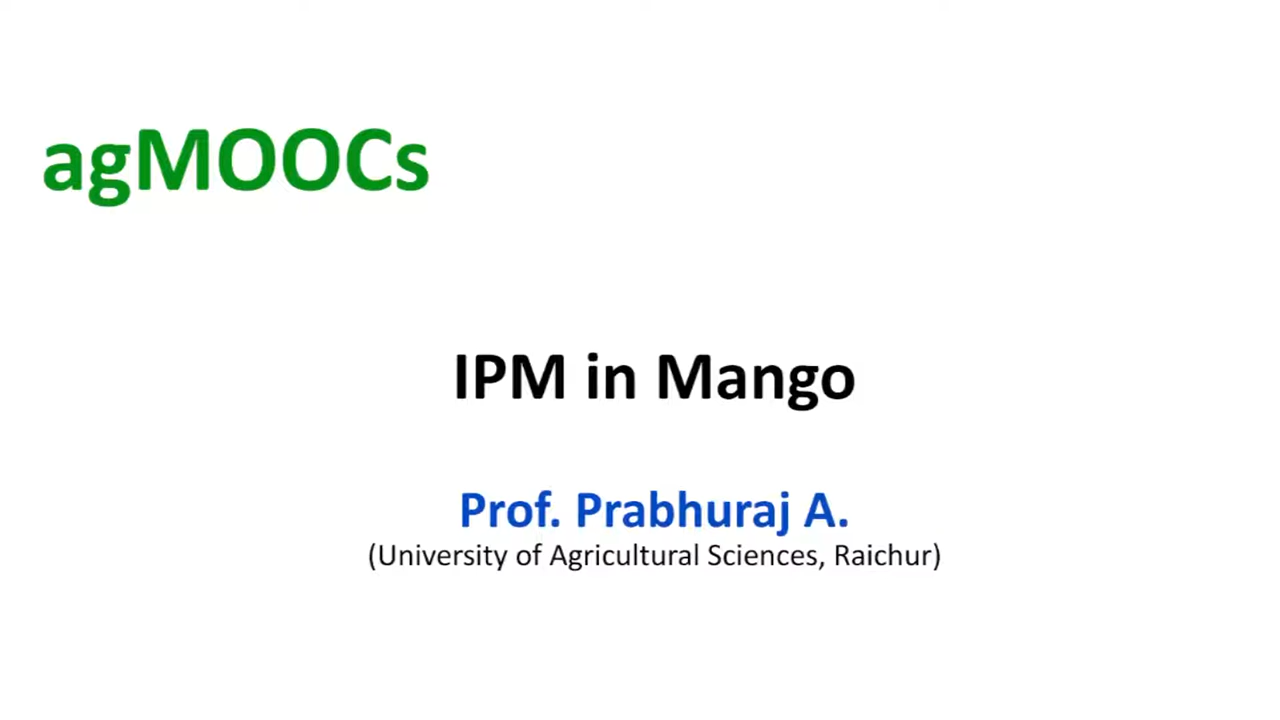 agMOOCs
IPM in Mango
Prof. Prabhuraj A.
(University of Agricultural Sciences, Raichur)